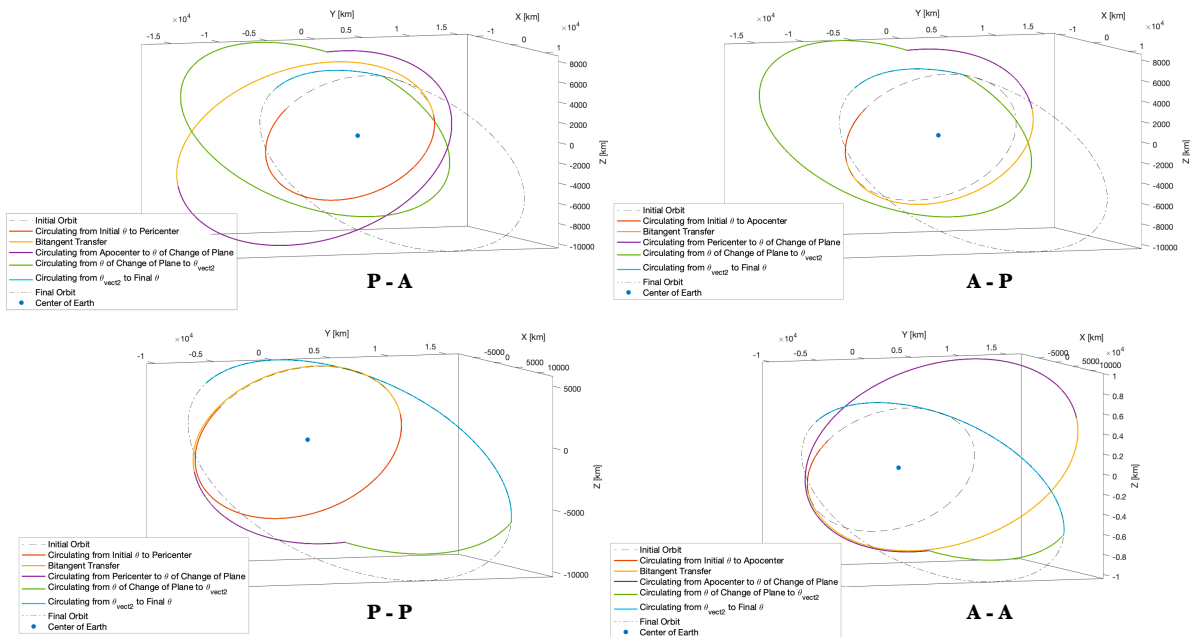 ×10⁴
Y [km]
X [km]
-1.5
-1
-0.5
0
0.5
1
1.5
-1
0
1
8000
6000
4000
2000
0
-2000
-4000
-6000
-8000
-10000
Z [km]
Initial Orbit
Circulating from Initial θ to Pericenter
Bitangent Transfer
Circulating from Apocenter to θ of Change of Plane
Circulating from θ of Change of Plane to θvect2
Circulating from θvect2 to Final θ
Final Orbit
Center of Earth
P - A
×10⁴
Y [km]
X [km]
-1.5
-1
-0.5
0
0.5
1
1.5
-1
0
1
8000
6000
4000
2000
0
-2000
-4000
-6000
-8000
-10000
Z [km]
Initial Orbit
Circulating from Initial θ to Apocenter
Bitangent Transfer
Circulating from Pericenter to θ of Change of Plane
Circulating from θ of Change of Plane to θvect2
Circulating from θvect2 to Final θ
Final Orbit
Center of Earth
A - P
×10⁴
Y [km]
X [km]
-1
-0.5
0
0.5
1
1.5
-5000
0
5000
10000
5000
0
-5000
-10000
Z [km]
Initial Orbit
Circulating from Initial θ to Pericenter
Bitangent Transfer
Circulating from Pericenter to θ of Change of Plane
Circulating from θ of Change of Plane to θvect2
Circulating from θvect2 to Final θ
Final Orbit
Center of Earth
P - P
×10⁴
Y [km]
X [km]
-1
-0.5
0
0.5
1
1.5
-5000
0
5000
10000
×10⁴
1
0.8
0.6
0.4
0.2
0
-0.2
-0.4
-0.6
-0.8
-1
Z [km]
Initial Orbit
Circulating from Initial θ to Apocenter
Bitangent Transfer
Circulating from Apocenter to θ of Change of Plane
Circulating from θ of Change of Plane to θvect2
Circulating from θvect2 to Final θ
Final Orbit
Center of Earth
A - A